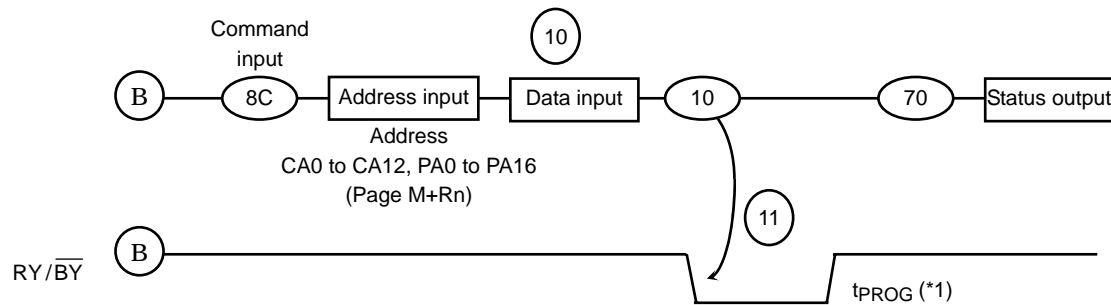 Command
input
10
B
8C
Address input
Data input
10
70
Status output
Address
CA0 to CA12, PA0 to PA16
(Page M+Rn)
11
B
RY/BY
tPROG (*1)